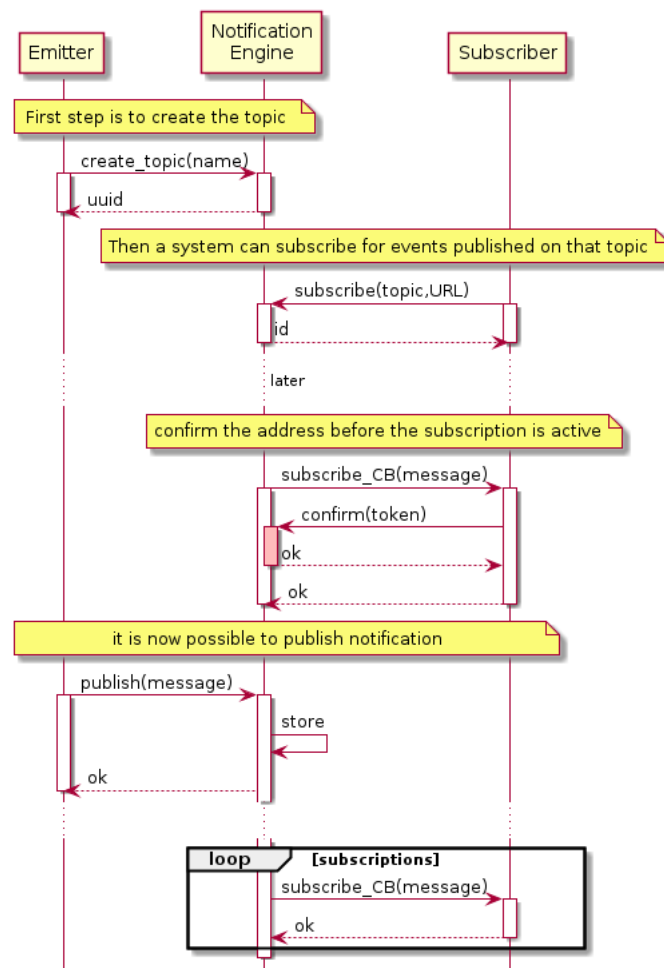 Emitter
Notification
Engine
Subscriber
First step is to create the topic
create_topic(name)
uuid
Then a system can subscribe for events published on that topic
subscribe(topic,URL)
id
later
confirm the address before the subscription is active
subscribe_CB(message)
confirm(token)
ok
ok
it is now possible to publish notification
publish(message)
store
ok
loop
[subscriptions]
subscribe_CB(message)
ok